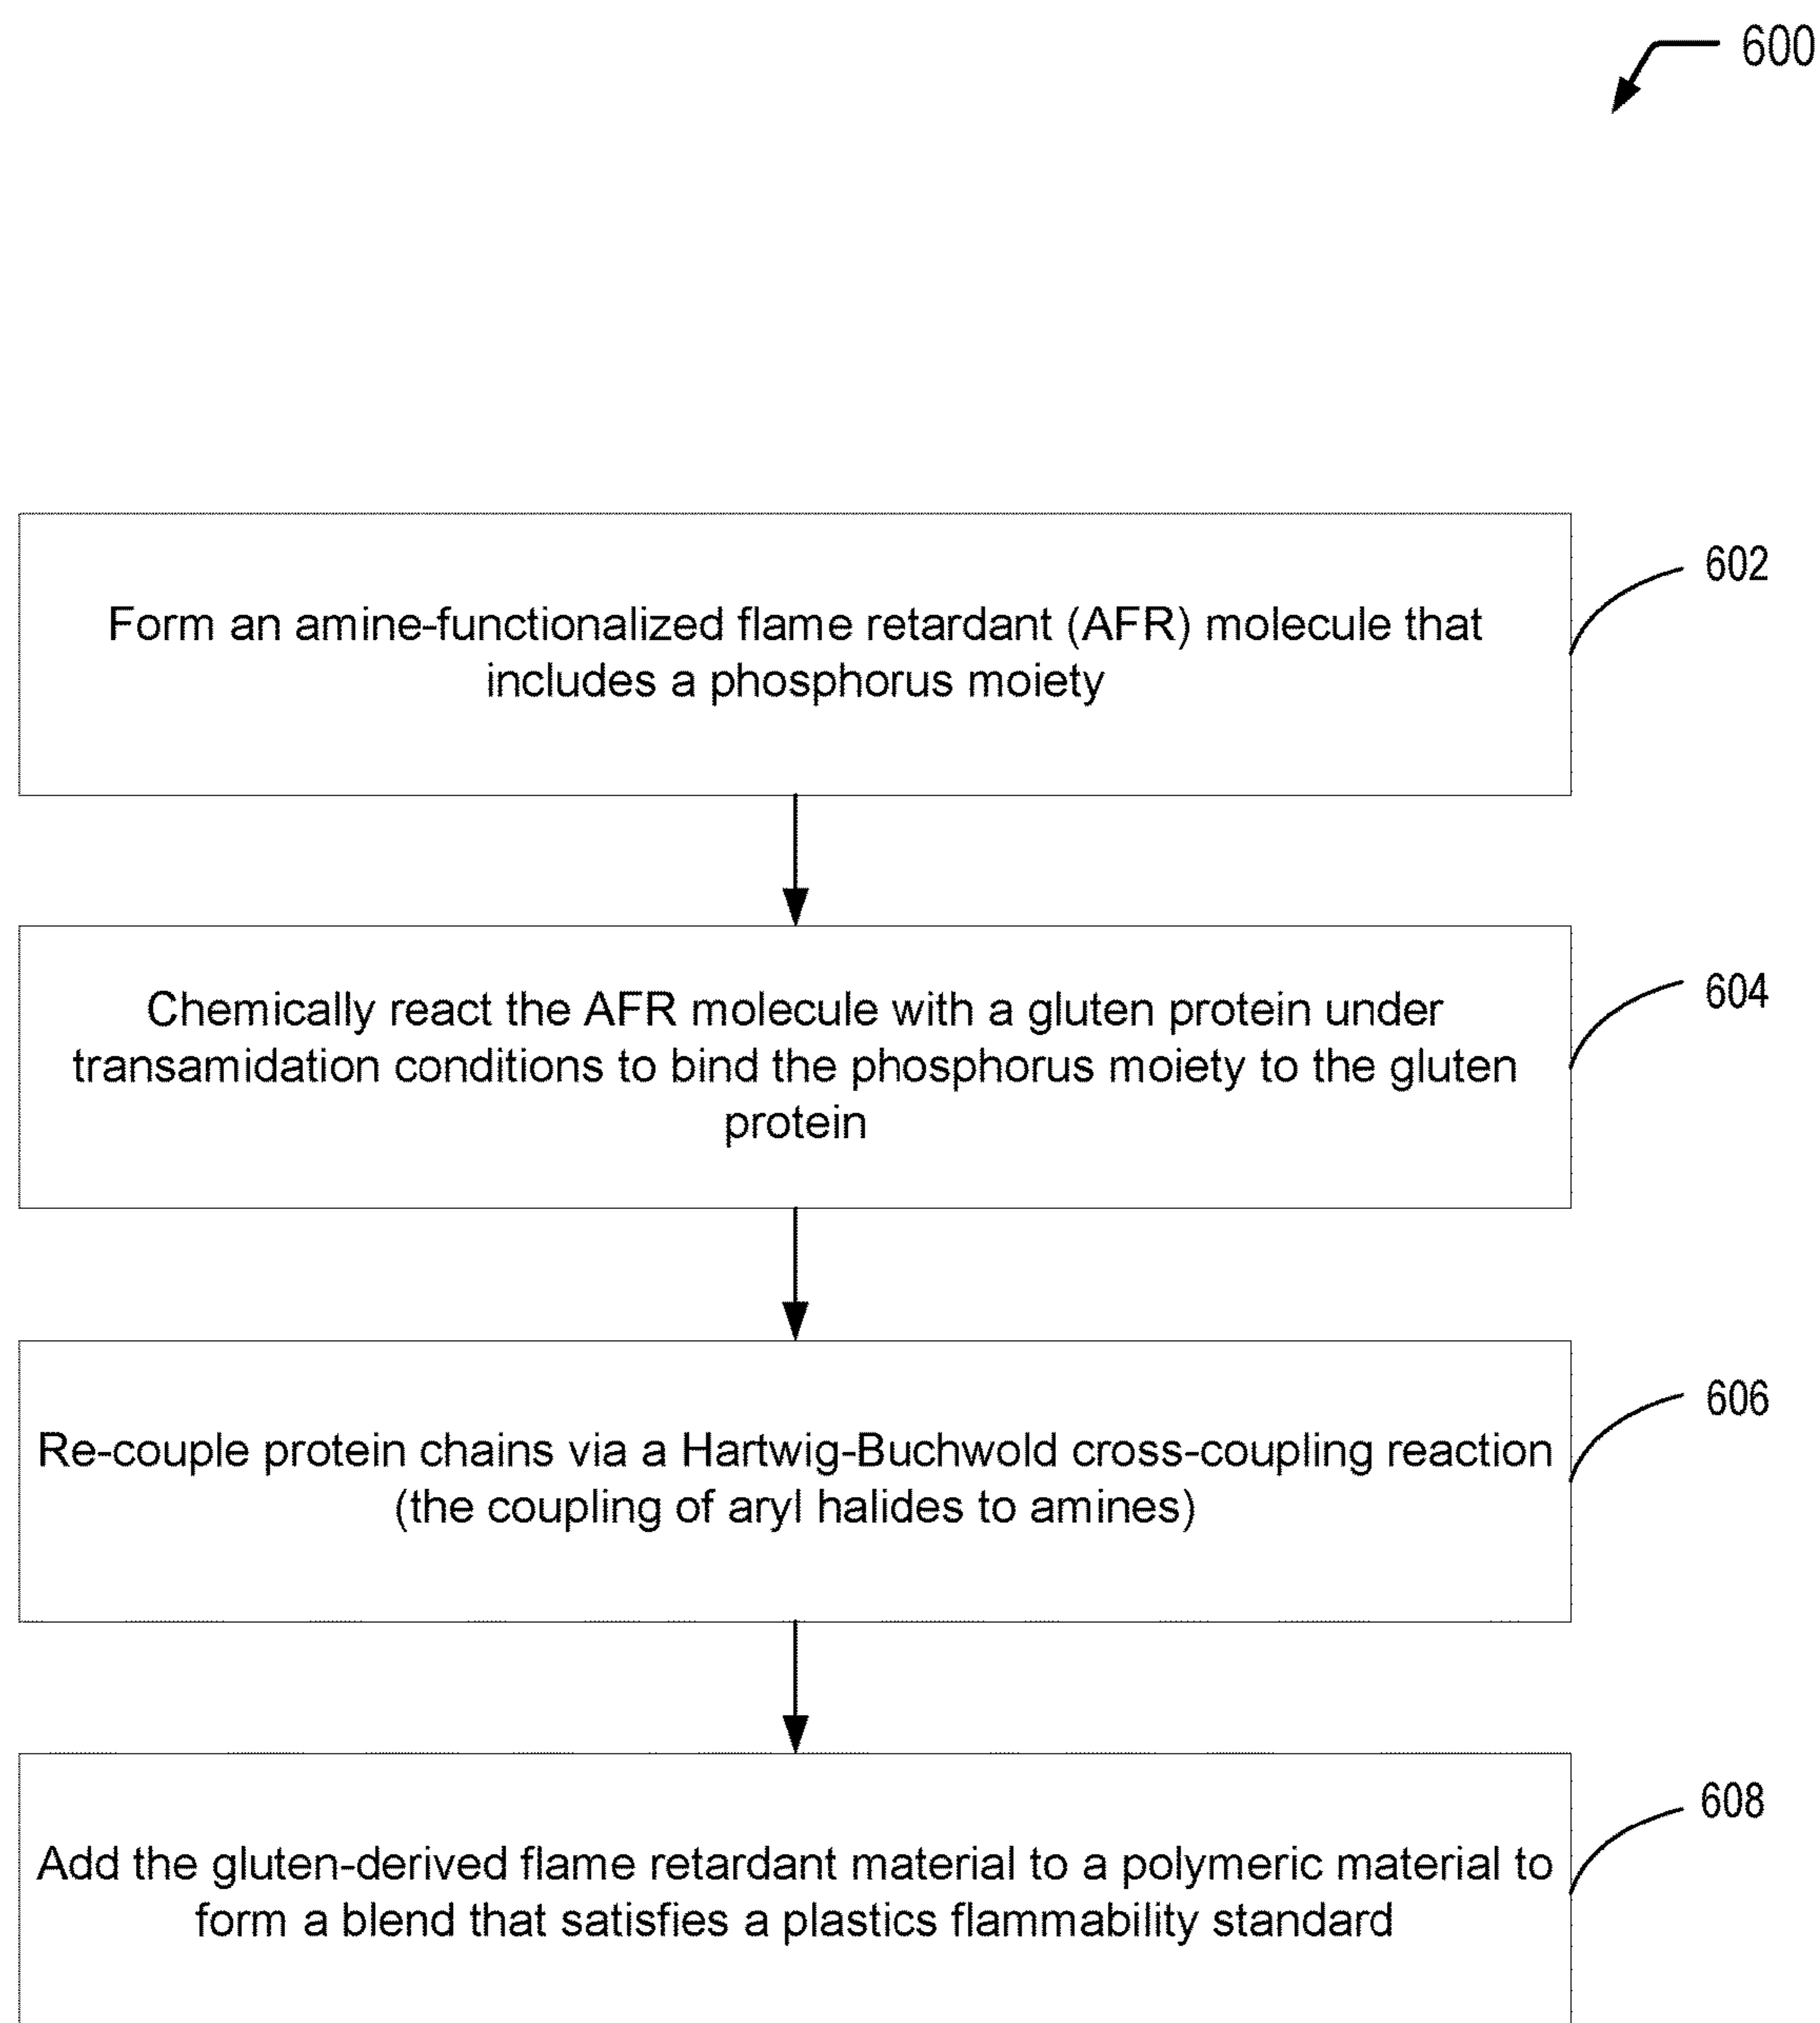 600
Form an amine-functionalized flame retardant (AFR) molecule that
includes a phosphorus moiety
602
Chemically react the AFR molecule with a gluten protein under
transamidation conditions to bind the phosphorus moiety to the gluten
protein
604
Re-couple protein chains via a Hartwig-Buchwold cross-coupling reaction
(the coupling of aryl halides to amines)
606
Add the gluten-derived flame retardant material to a polymeric material to
form a blend that satisfies a plastics flammability standard
608